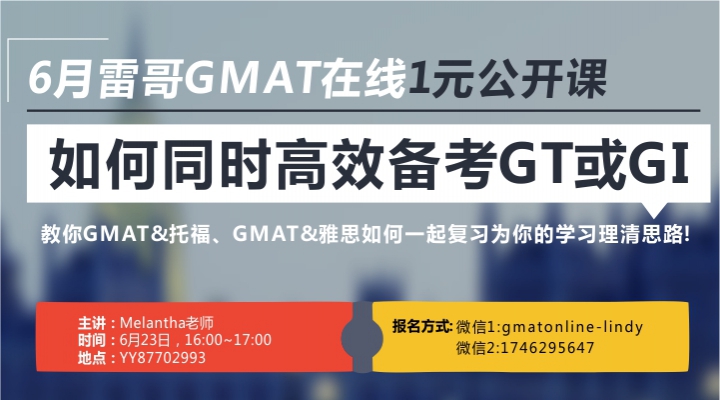 6月雷哥GMAT在线1元公开课
如何同时高效备考GT或GI
教你GMAT&托福、GMAT&雅思如何一起复习为你的学习理清思路!
主讲：Melantha老师
时间：6月23日，16:00~17:00
地点：YY87702993
报名方式:微信1:gmatonline-lindy
微信2:1746295647